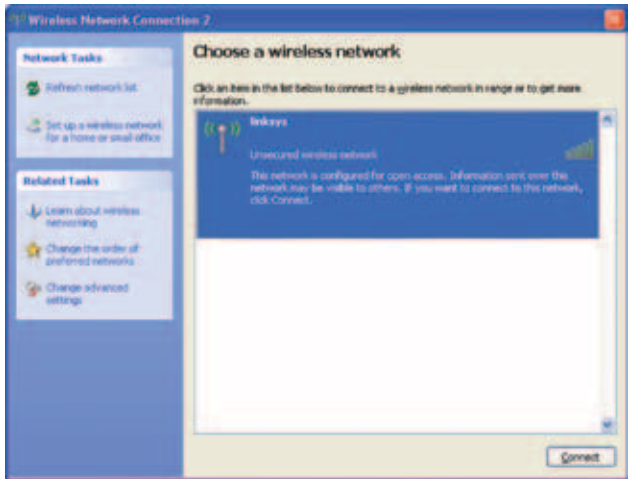 Wireless Network Connection 2
Network Tasks
Refresh network list
Set up a wireless network
for a home or small office
Related Tasks
Learn about wireless
networking
Change the order of
preferred networks
Change advanced
settings
Choose a wireless network
Click an item in the list below to connect to a wireless network in range or to get more
information.
linksys
Unsecured wireless network
This network is configured for open access. Information sent over this
network may be visible to others. If you want to connect to this network,
click Connect.
Connect